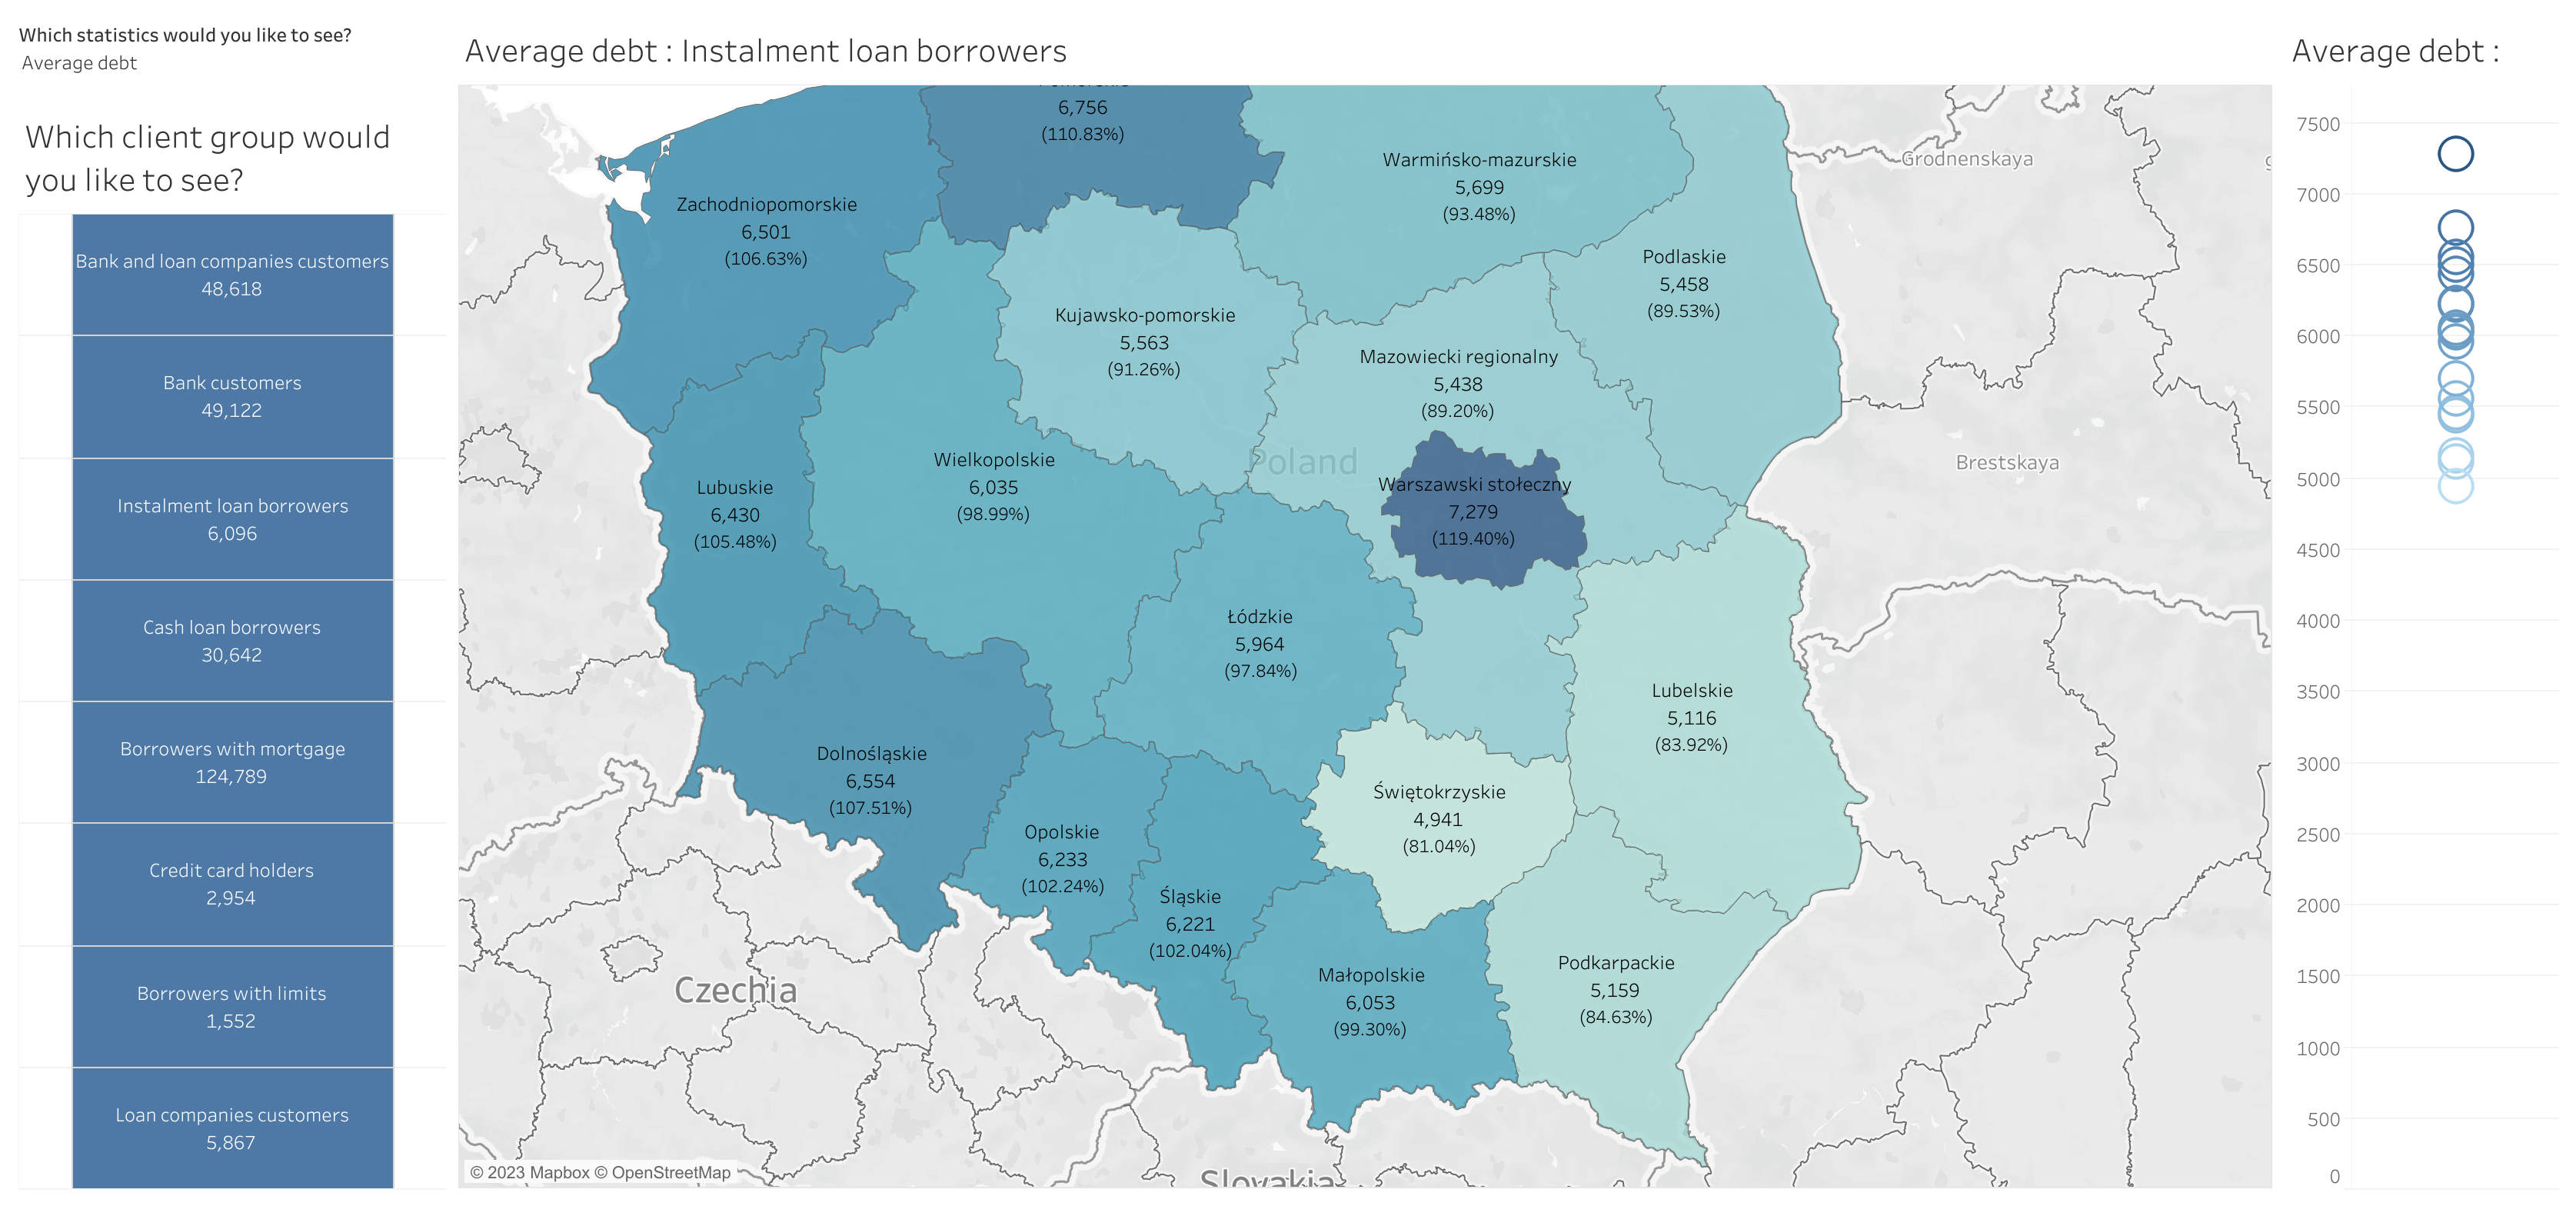 Which statistics would you like to see?
Average debt
Which client group would
you like to see?
Bank and loan companies customers
48,618
Bank customers
49,122
Instalment loan borrowers
6,096
Cash loan borrowers
30,642
Borrowers with mortgage
124,789
Credit card holders
2,954
Borrowers with limits
1,552
Loan companies customers
5,867
Average debt : Instalment loan borrowers
6,756
(110.83%)
Warmińsko-mazurskie
5,699
(93.48%)
Zachodniopomorskie
6,501
(106.63%)
Podlaskie
5,458
(89.53%)
Kujawsko-pomorskie
5,563
(91.26%)
Mazowiecki regionalny
5,438
(89.20%)
Poland
Wielkopolskie
6,035
(98.99%)
Lubuskie
6,430
(105.48%)
Warszawski stołeczny
7,279
(119.40%)
Łódzkie
5,964
(97.84%)
Lubelskie
5,116
(83.92%)
Dolnośląskie
6,554
(107.51%)
Świętokrzyskie
4,941
(81.04%)
Opolskie
6,233
(102.24%)
Śląskie
6,221
(102.04%)
Małopolskie
6,053
(99.30%)
Podkarpackie
5,159
(84.63%)
Grodnenskaya
Brestskaya
Czechia
Slovakia
© 2023 Mapbox © OpenStreetMap
Average debt :
7500
7000
6500
6000
5500
5000
4500
4000
3500
3000
2500
2000
1500
1000
500
0